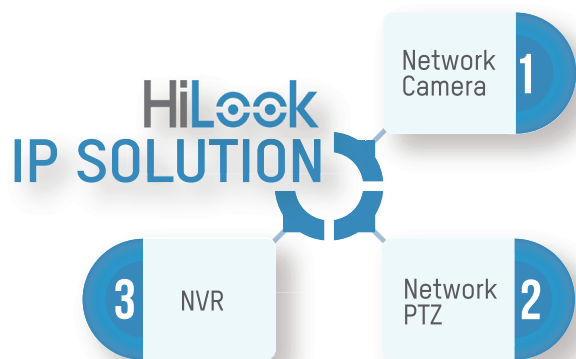 HiLook
IP SOLUTION
Network
Camera
1
Network
PTZ
2
3
NVR